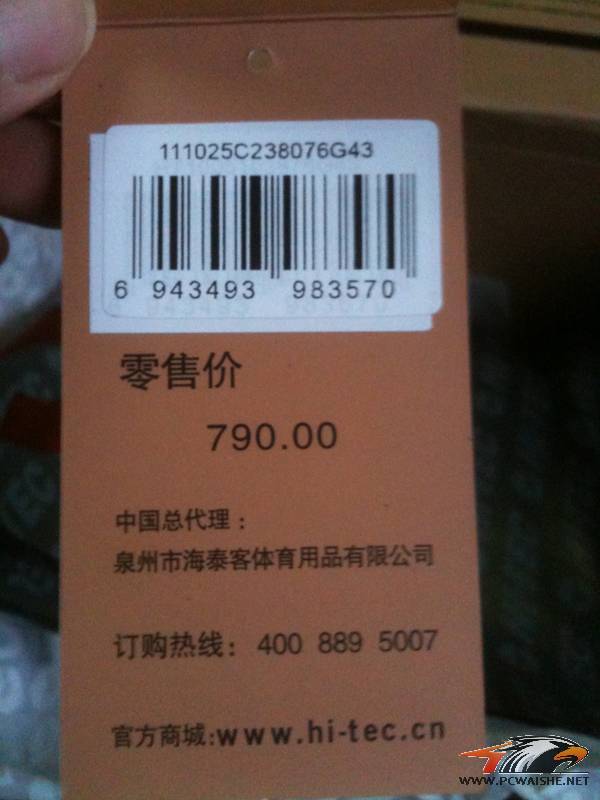 111025C238076G43
6 943493 983570
零售价
790.00
中国总代理：
泉州市海泰客体育用品有限公司
订购热线：400 889 5007
官方商城:www.hi-tec.cn
WWW.PCWAISHE.NET